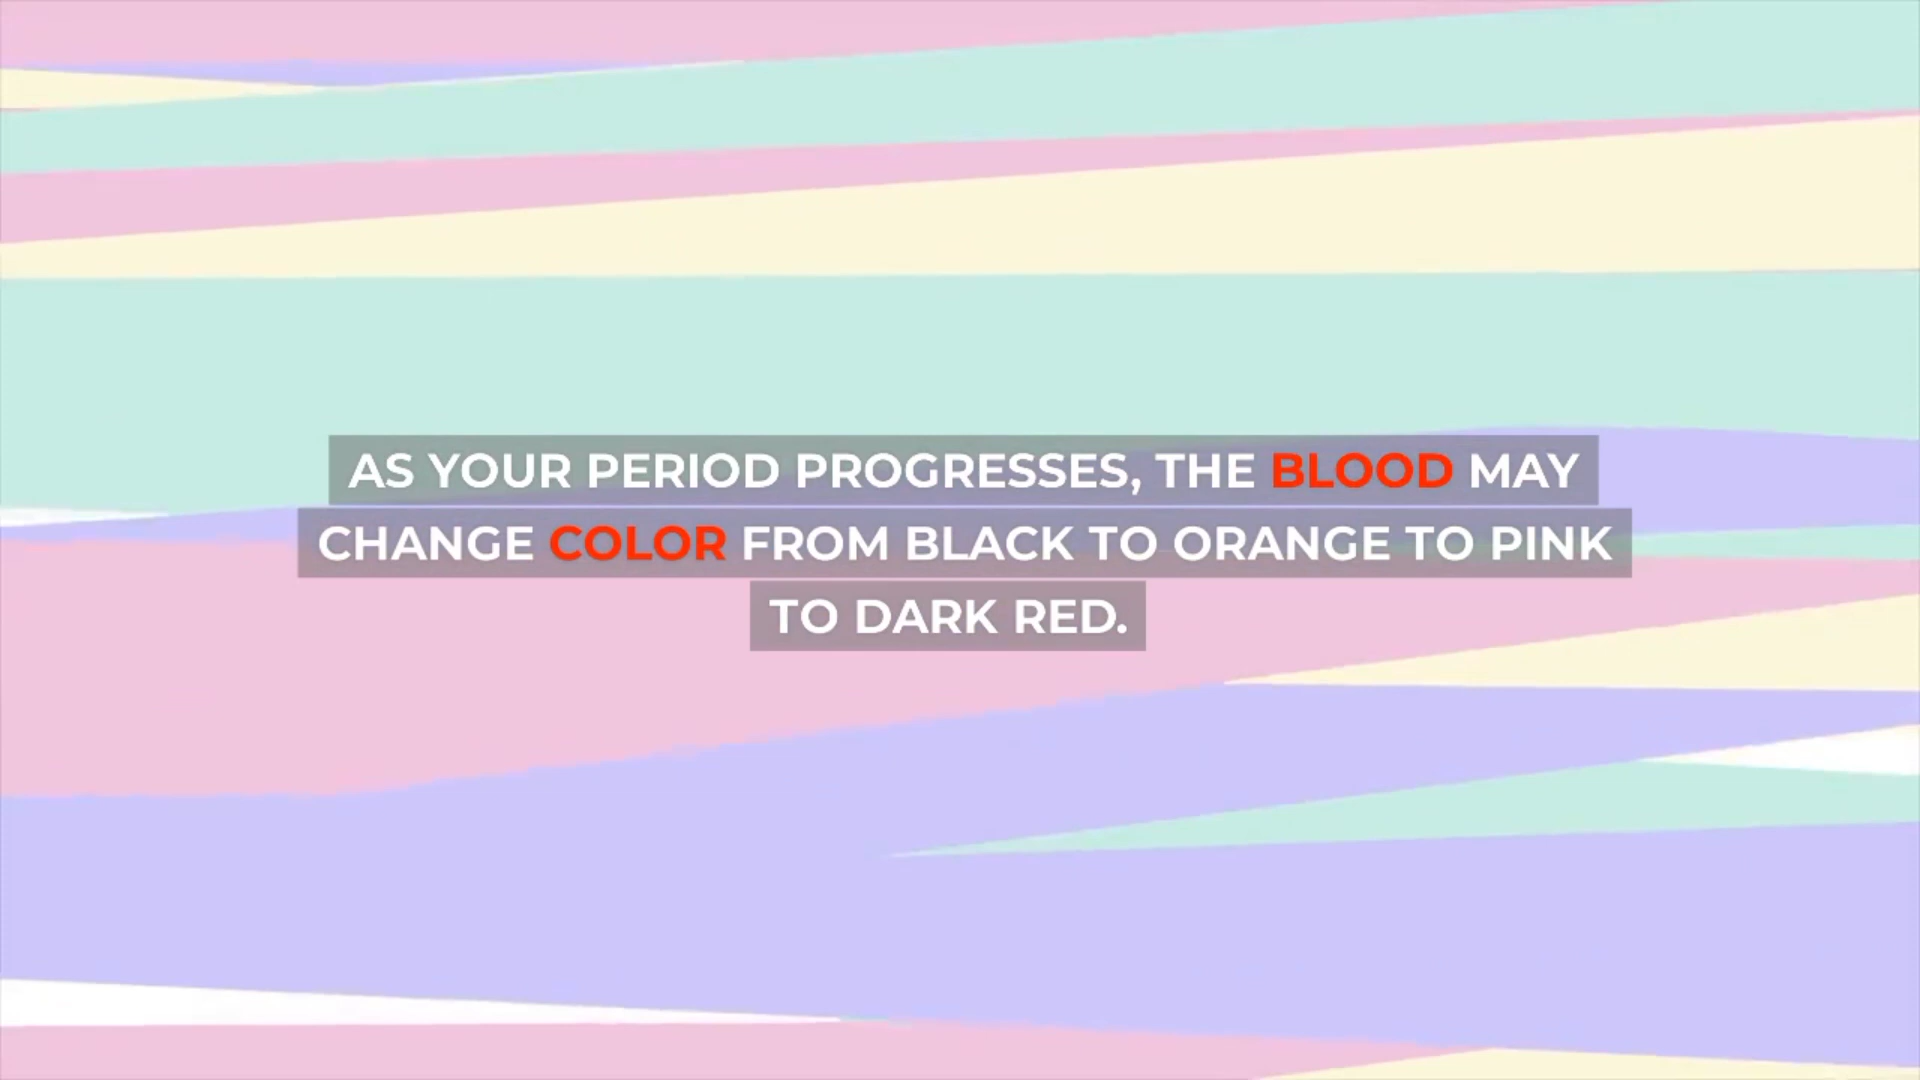 AS YOUR PERIOD PROGRESSES, THE BLOOD MAY
CHANGE COLOR FROM BLACK TO ORANGE TO PINK
TO DARK RED.